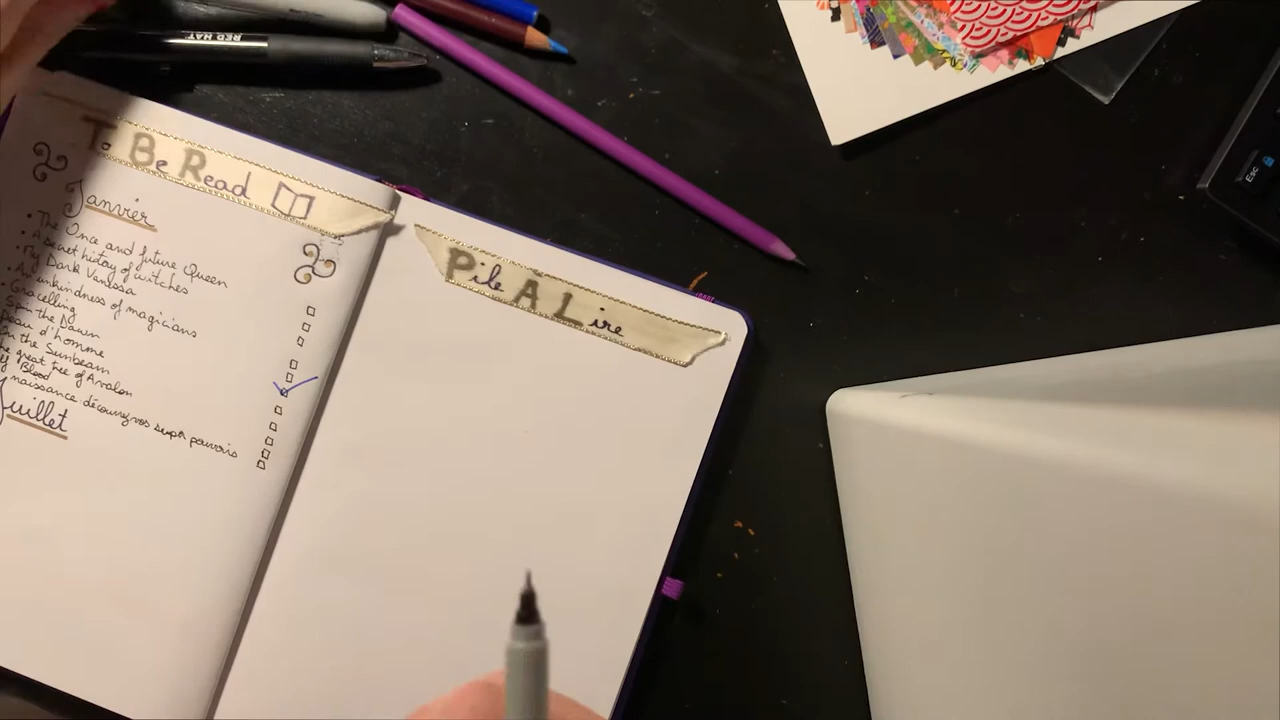 RED HAT
To Be Read
Janvier
• The Once and future Queen
• A secret history of witches
• My Dark Vanessa
• An unkindness of magicians
• Graceling
Spin the Dawn
Peau d'homme
the Sunbeam
great tree of Avalon
of Blood
naissance découvrez vos super pouvoirs
Juillet
Pile A Lire
Esc